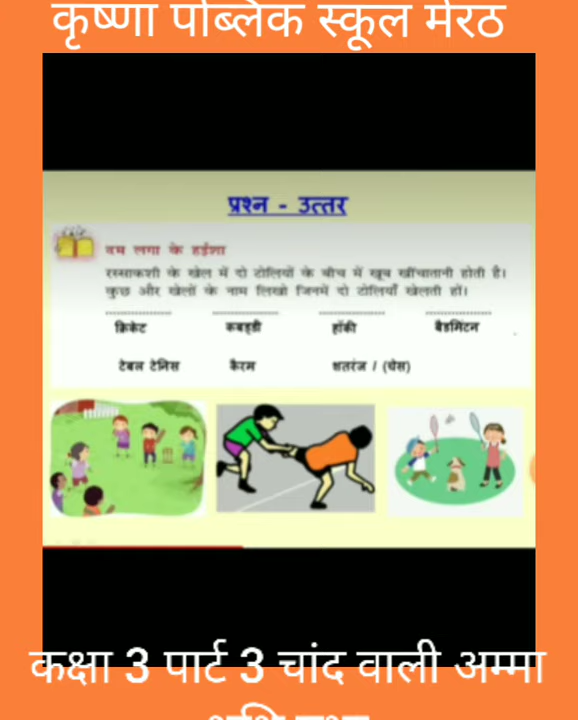 कृष्णा पब्लिक स्कूल मेरठ
प्रश्न - उत्तर
दम लगा के हईशा
रस्साकशी के खेल में दो टोलियों के बीच में खूब खींचातानी होती है।
कुछ और खेलों के नाम लिखो जिनमें दो टोलियाँ खेलती हों।
क्रिकेट कबड्डी हॉकी बैडमिंटन
टेबल टेनिस कैरम शतरंज / (चेस)
कक्षा 3 पार्ट 3 चांद वाली अम्मा